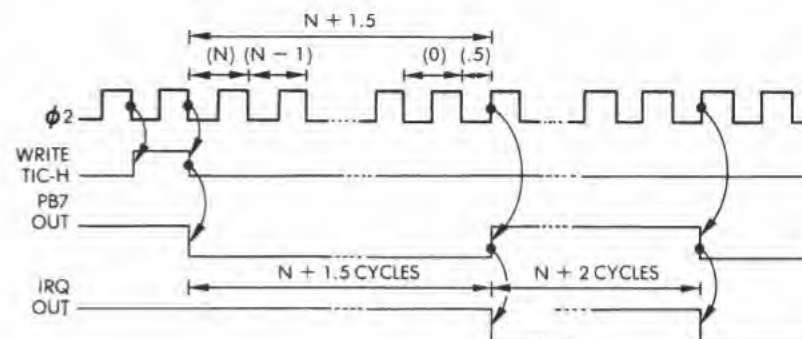 N + 1.5
(N) (N – 1) (0) (.5)
ϕ2
WRITE
TIC-H
PB7
OUT
N + 1.5 CYCLES N + 2 CYCLES
IRQ
OUT